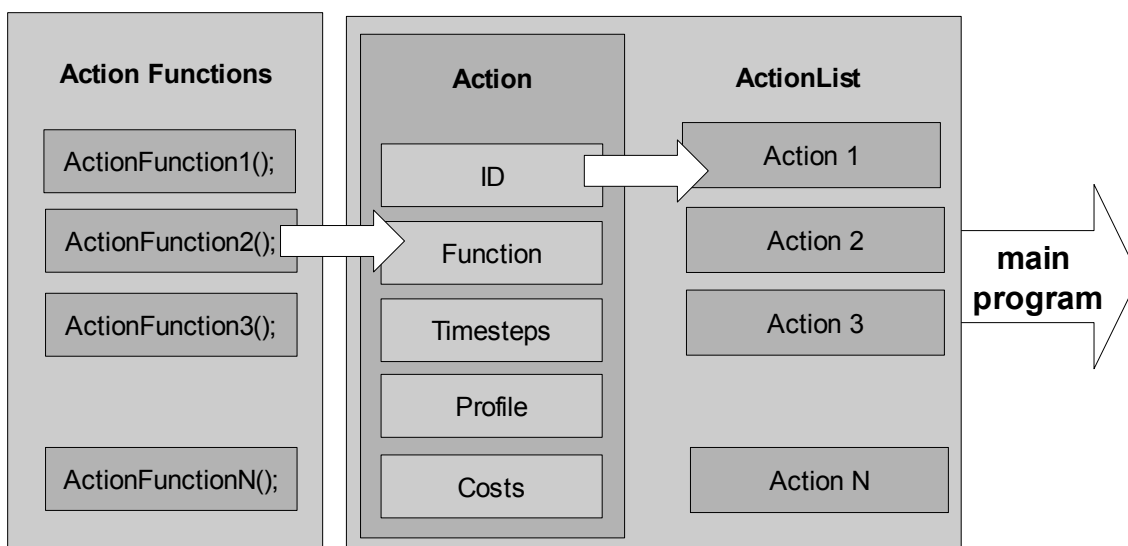 Action Functions
ActionFunction1();
ActionFunction2();
ActionFunction3();
ActionFunctionN();
Action
ID
Function
Timesteps
Profile
Costs
ActionList
Action 1
Action 2
Action 3
Action N
main
program